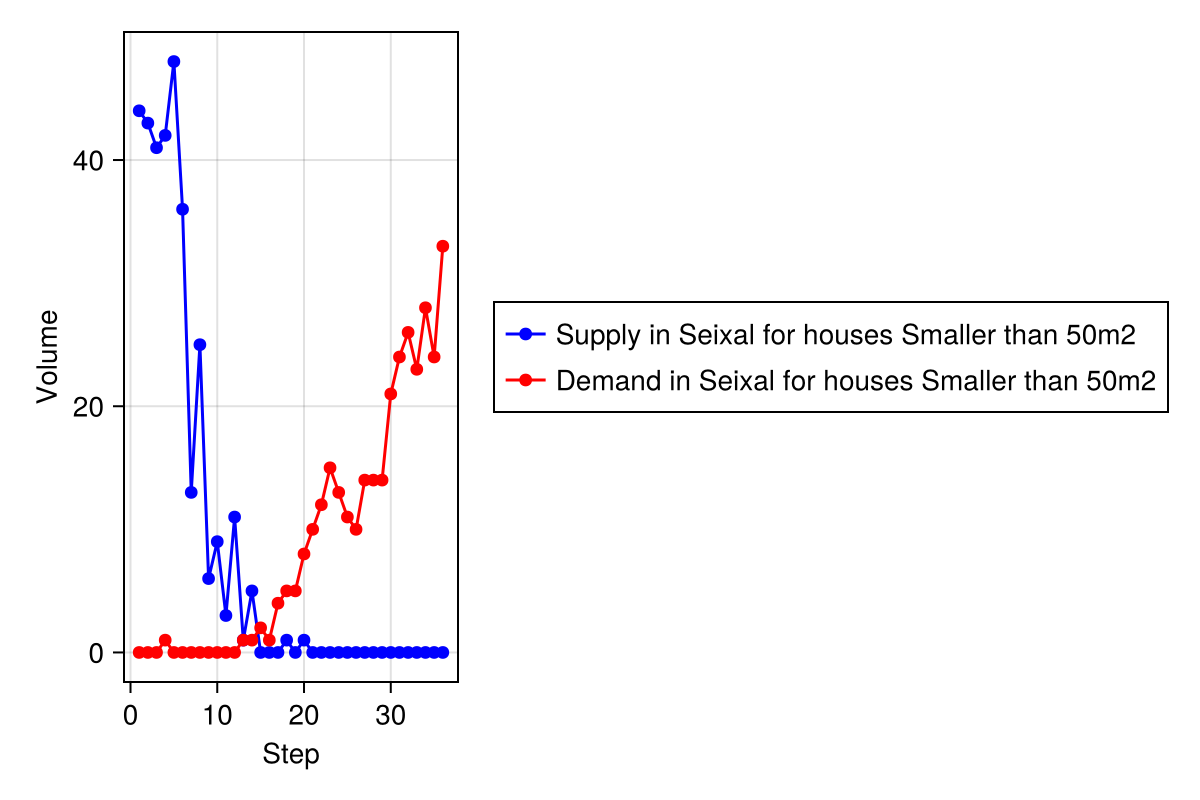 Volume
40
20
0
0 10 20 30
Step
Supply in Seixal for houses Smaller than 50m2
Demand in Seixal for houses Smaller than 50m2